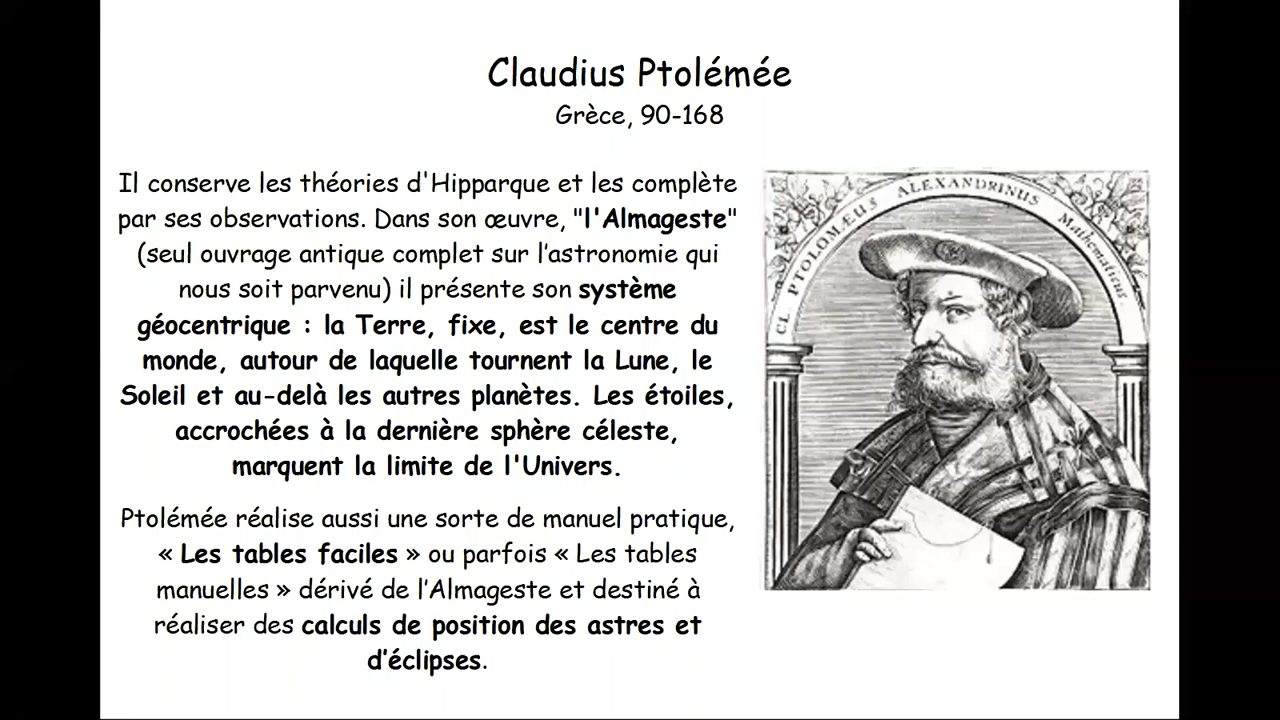 Claudius Ptolémée
Grèce, 90-168
Il conserve les théories d'Hipparque et les complète
par ses observations. Dans son œuvre, "l'Almageste"
(seul ouvrage antique complet sur l’astronomie qui
nous soit parvenu) il présente son système
géocentrique : la Terre, fixe, est le centre du
monde, autour de laquelle tournent la Lune, le
Soleil et au-delà les autres planètes. Les étoiles,
accrochées à la dernière sphère céleste,
marquent la limite de l'Univers.
Ptolémée réalise aussi une sorte de manuel pratique,
« Les tables faciles » ou parfois « Les tables
manuelles » dérivé de l’Almageste et destiné à
réaliser des calculs de position des astres et
d’éclipses.
CL PTOLOMÆUS ALEXANDRINUS Mathematicus.